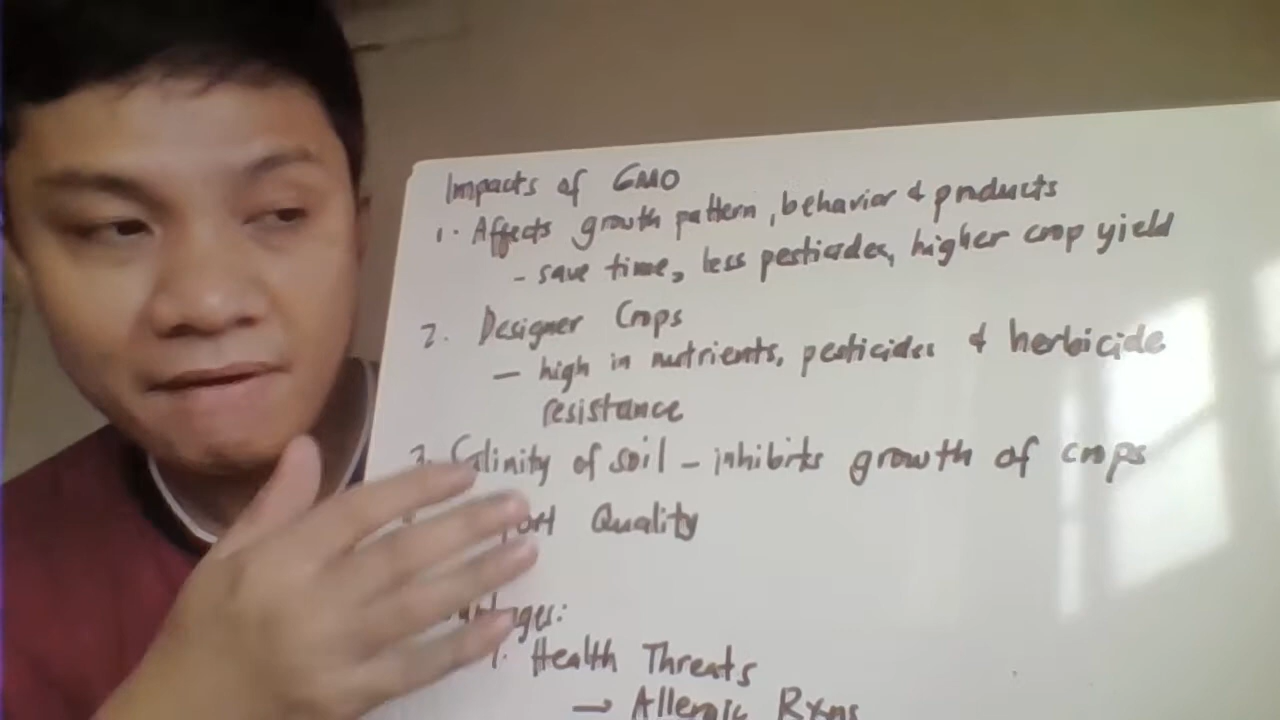 Impacts of GMO
1. Affects growth pattern, behavior & products
- save time, less pesticides, higher crop yield
2. Designer Crops
- high in nutrients, pesticides & herbicide
resistance
3. Salinity of soil - inhibits growth of crops
Quality
1. Health Threats
→ Allergic Rxns